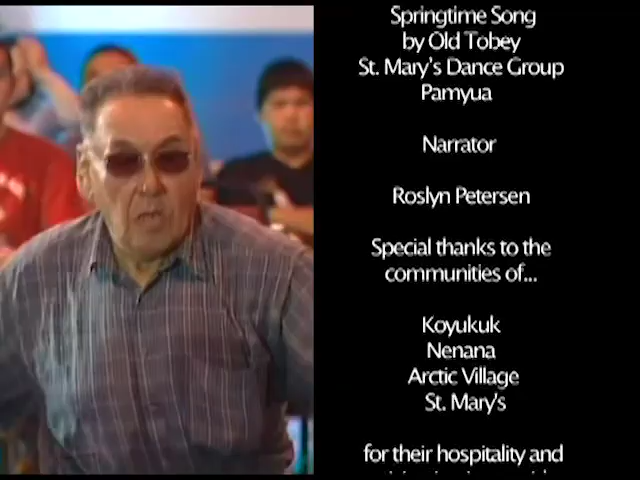 Springtime Song
by Old Tobey
St. Mary's Dance Group
Pamyua
Narrator
Roslyn Petersen
Special thanks to the
communities of...
Koyukuk
Nenana
Arctic Village
St. Mary's
for their hospitality and